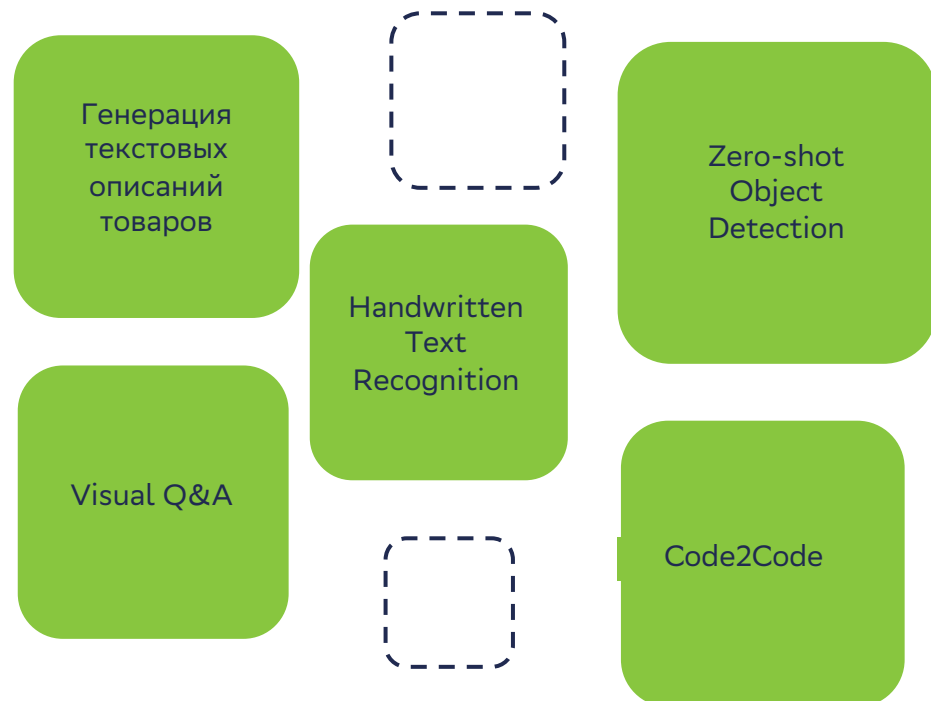 Генерация
текстовых
описаний
товаров
Zero-shot
Object
Detection
Handwritten
Text
Recognition
Visual Q&A
Code2Code